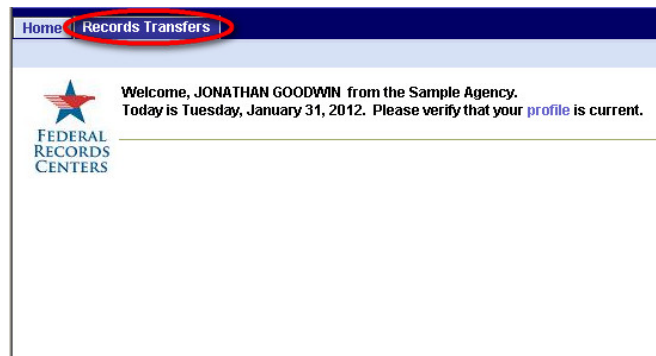 Home Records Transfers
Welcome, JONATHAN GOODWIN from the Sample Agency.
Today is Tuesday, January 31, 2012. Please verify that your profile is current.
FEDERAL
RECORDS
CENTERS